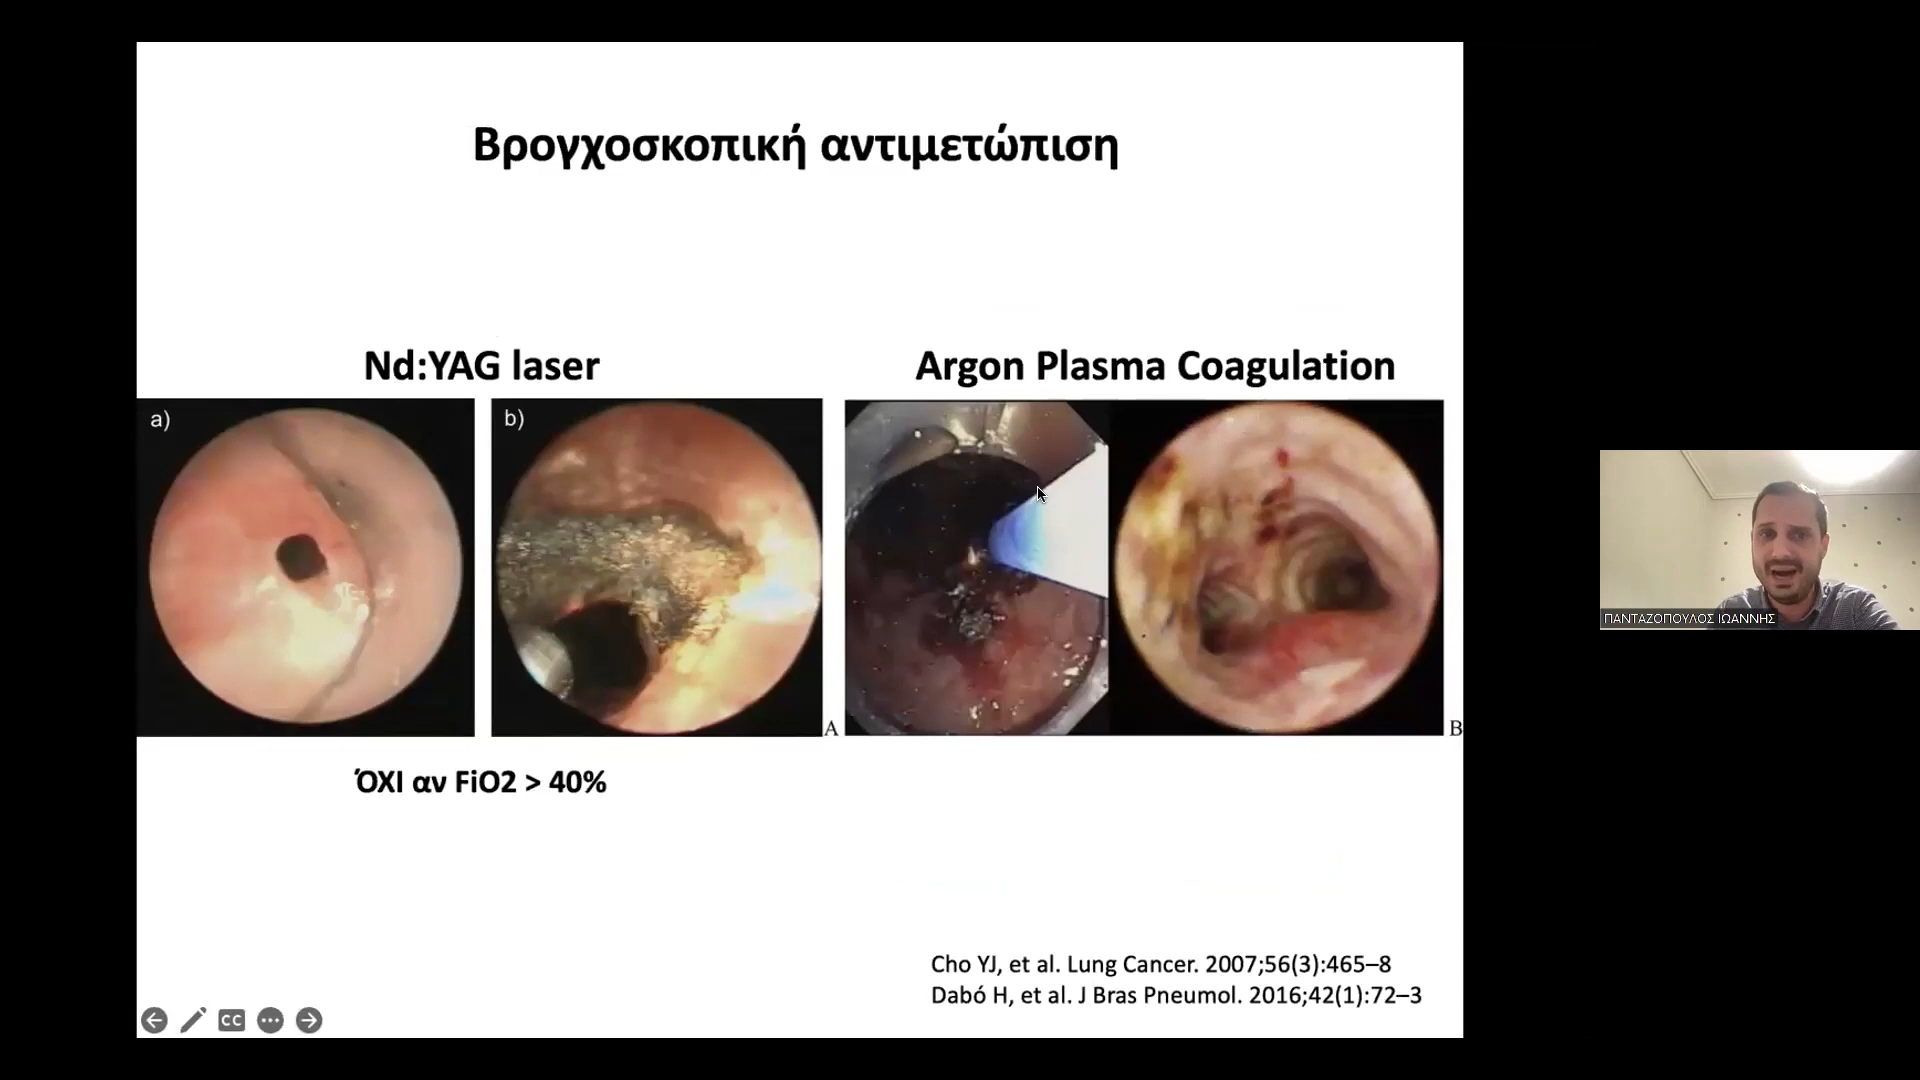 Βρογχοσκοπική αντιμετώπιση
Nd:YAG laser
Argon Plasma Coagulation
a)
b)
A
B
ΌΧΙ αν FiO2 > 40%
Cho YJ, et al. Lung Cancer. 2007;56(3):465–8
Dabó H, et al. J Bras Pneumol. 2016;42(1):72–3
CC
ΠΑΝΤΑΖΟΠΟΥΛΟΣ ΙΩΑΝΝΗΣ